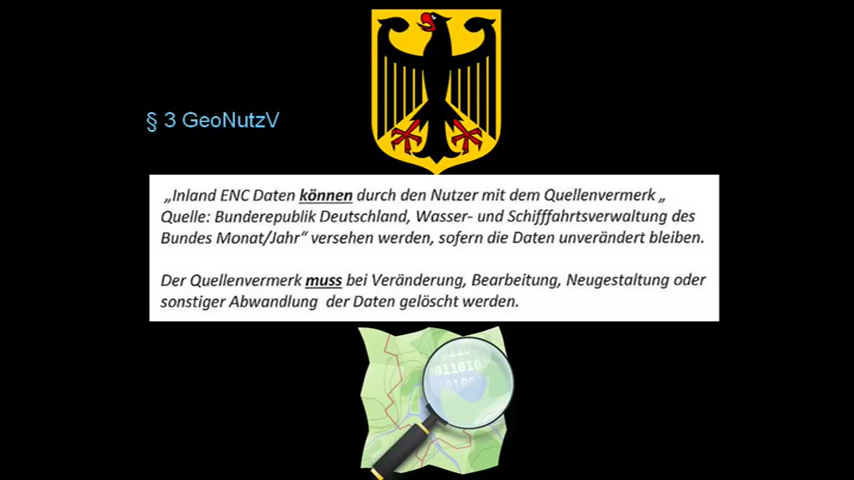 § 3 GeoNutzV
„Inland ENC Daten können durch den Nutzer mit dem Quellenvermerk „
Quelle: Bunderepublik Deutschland, Wasser- und Schifffahrtsverwaltung des
Bundes Monat/Jahr“ versehen werden, sofern die Daten unverändert bleiben.
Der Quellenvermerk muss bei Veränderung, Bearbeitung, Neugestaltung oder
sonstiger Abwandlung der Daten gelöscht werden.
011016